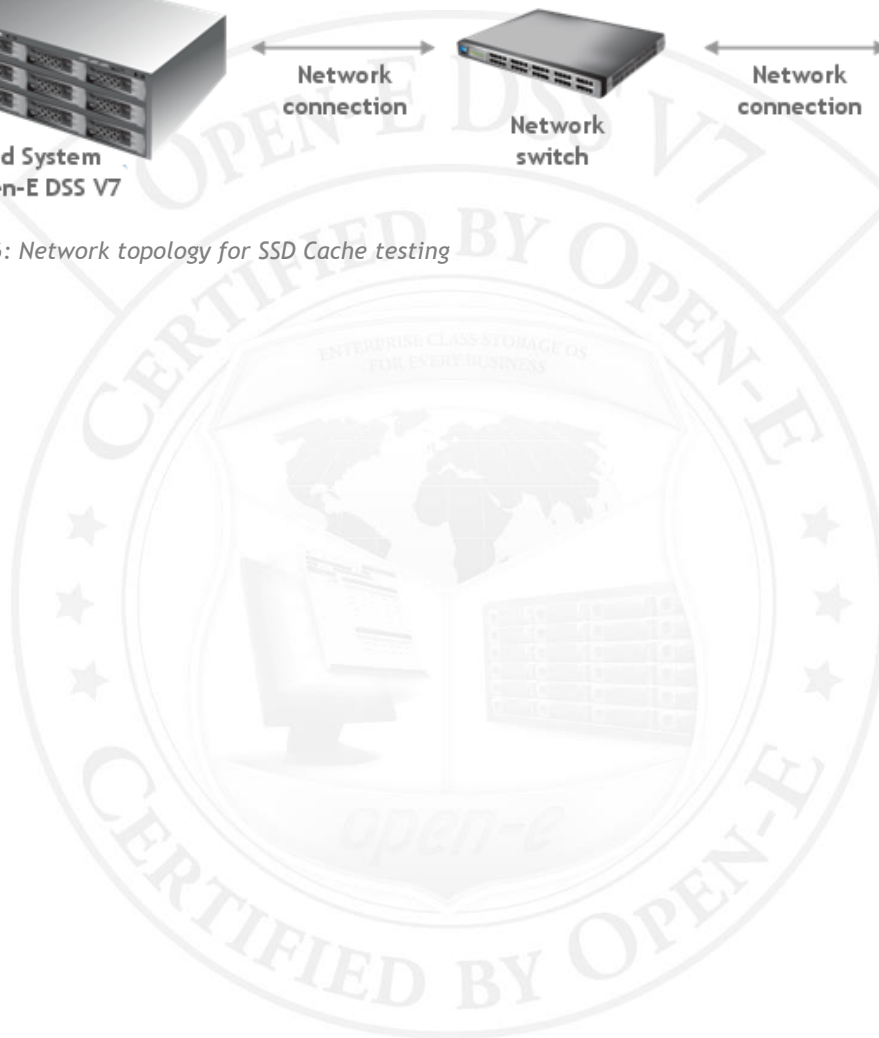 Network
connection
Network
switch
Network
connection
d System
n-E DSS V7
: Network topology for SSD Cache testing
OPEN-E DSS V7
CERTIFIED BY OPEN-E
ENTERPRISE CLASS STORAGE OS
FOR EVERY BUSINESS
open-e
CERTIFIED BY OPEN-E